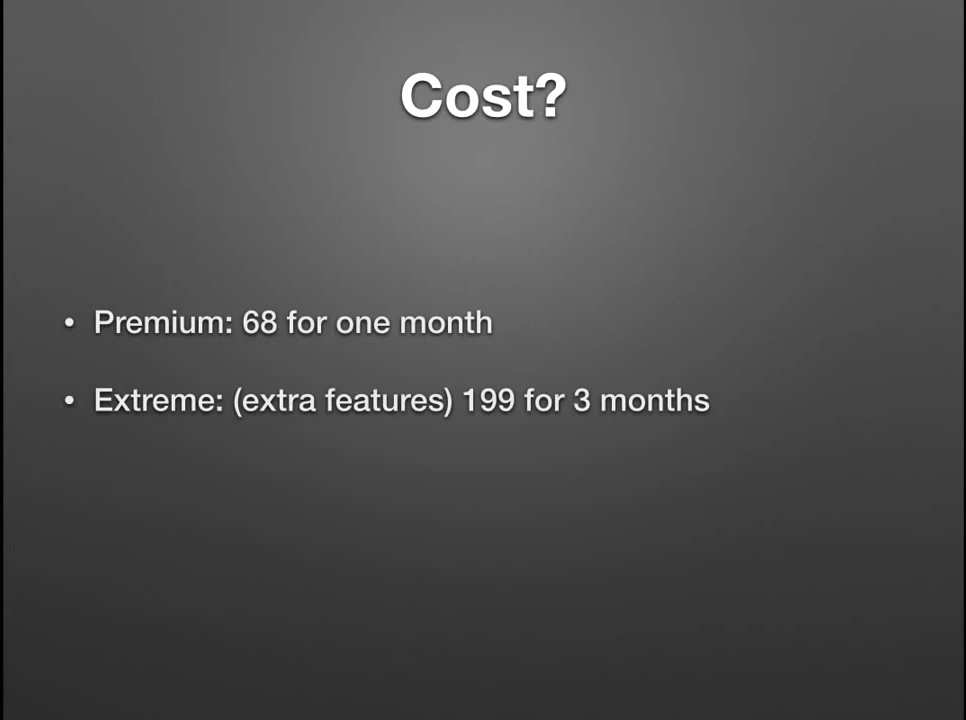 Cost?
• Premium: 68 for one month
• Extreme: (extra features) 199 for 3 months